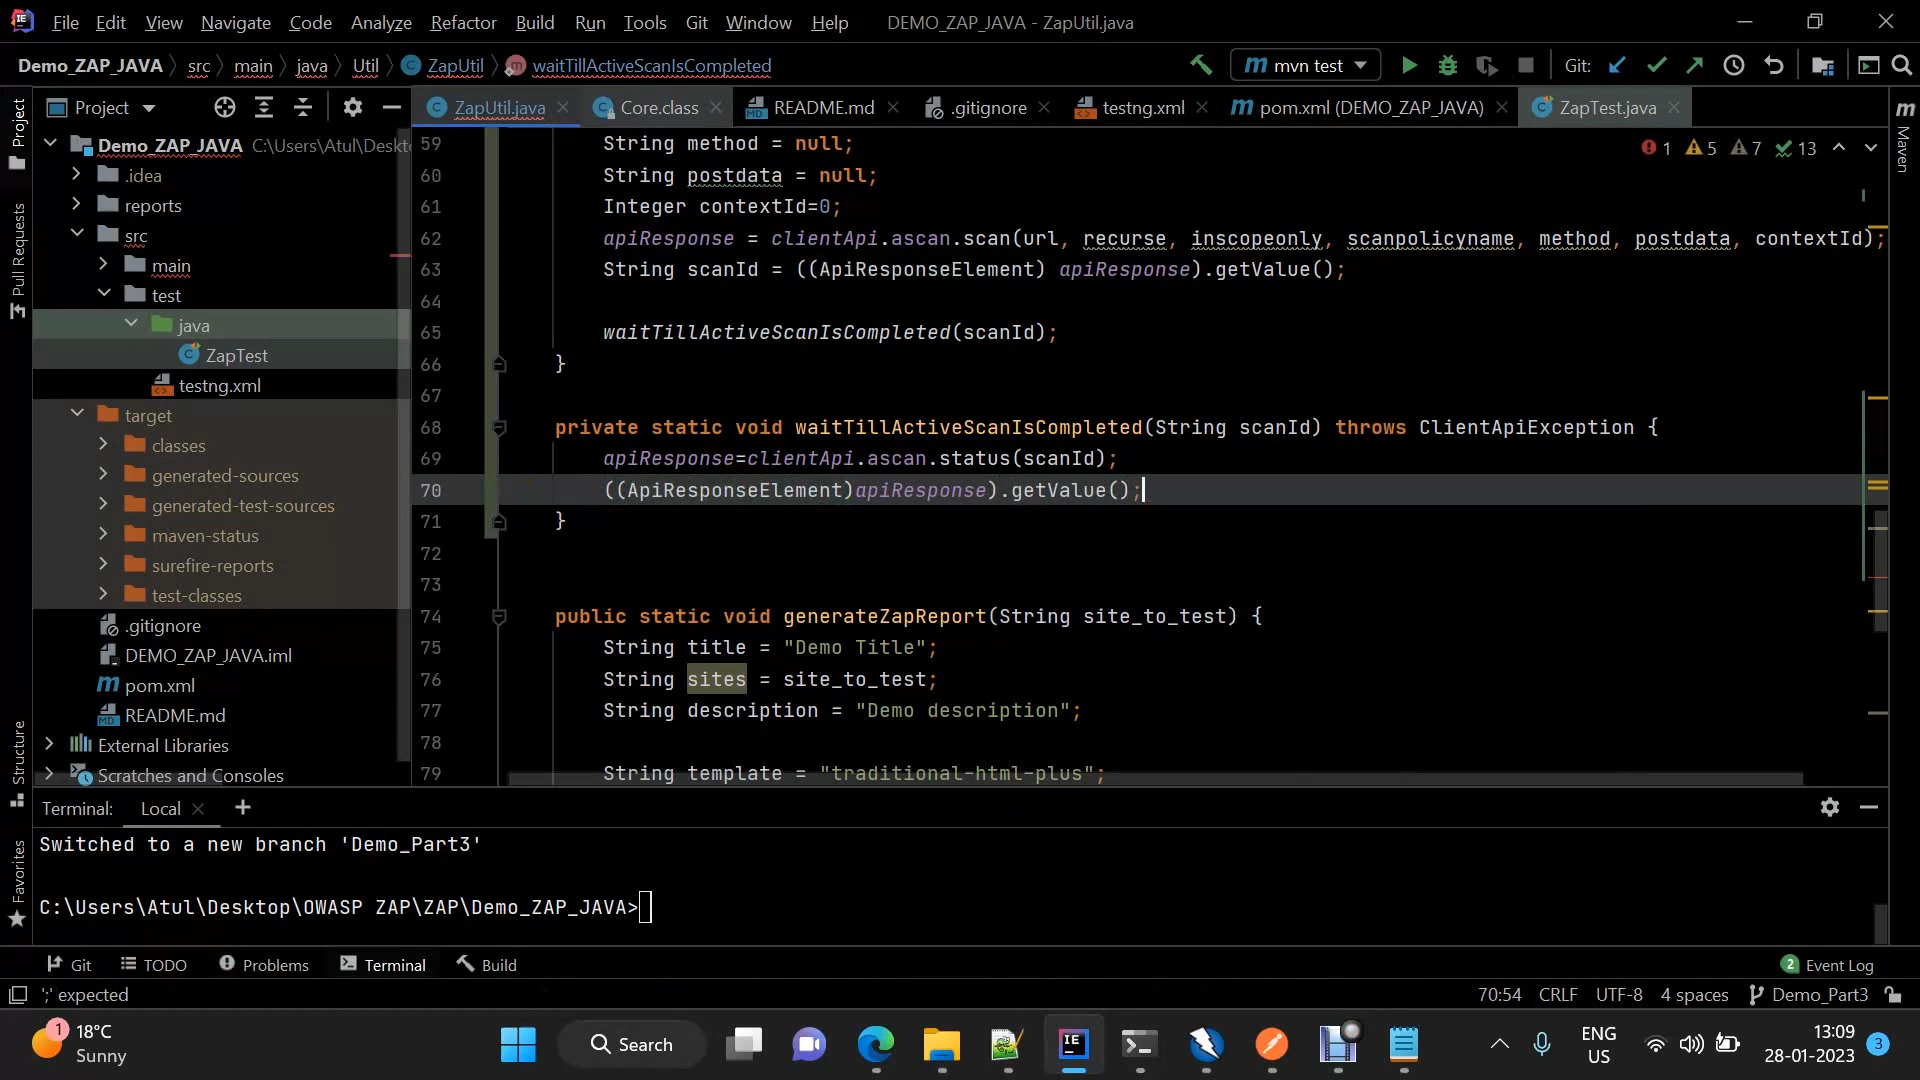 File Edit View Navigate Code Analyze Refactor Build Run Tools Git Window Help DEMO_ZAP_JAVA - ZapUtil.java
Demo_ZAP_JAVA src main java Util ZapUtil waitTillActiveScanIsCompleted mvn test Git:
Project ZapUtil.java Core.class README.md .gitignore testng.xml pom.xml (DEMO_ZAP_JAVA) ZapTest.java
Project
Pull Requests
Structure
Favorites
Maven
Demo_ZAP_JAVA C:\Users\Atul\Deskt
.idea
reports
src
main
test
java
ZapTest
testng.xml
target
classes
generated-sources
generated-test-sources
maven-status
surefire-reports
test-classes
.gitignore
DEMO_ZAP_JAVA.iml
pom.xml
README.md
External Libraries
Scratches and Consoles
1 5 7 13
59 String method = null;
60 String postdata = null;
61 Integer contextId=0;
62 apiResponse = clientApi.ascan.scan(url, recurse, inscopeonly, scanpolicyname, method, postdata, contextId);
63 String scanId = ((ApiResponseElement) apiResponse).getValue();
64
65 waitTillActiveScanIsCompleted(scanId);
66 }
67
68 private static void waitTillActiveScanIsCompleted(String scanId) throws ClientApiException {
69 apiResponse=clientApi.ascan.status(scanId);
70 ((ApiResponseElement)apiResponse).getValue();
71 }
72
73
74 public static void generateZapReport(String site_to_test) {
75 String title = "Demo Title";
76 String sites = site_to_test;
77 String description = "Demo description";
78
79 String template = "traditional-html-plus";
Terminal: Local
Switched to a new branch 'Demo_Part3'
C:\Users\Atul\Desktop\OWASP ZAP\ZAP\Demo_ZAP_JAVA>
Git TODO Problems Terminal Build 2 Event Log
';' expected 70:54 CRLF UTF-8 4 spaces Demo_Part3
1 18°C
Sunny
Search
ENG
US
13:09
28-01-2023
3